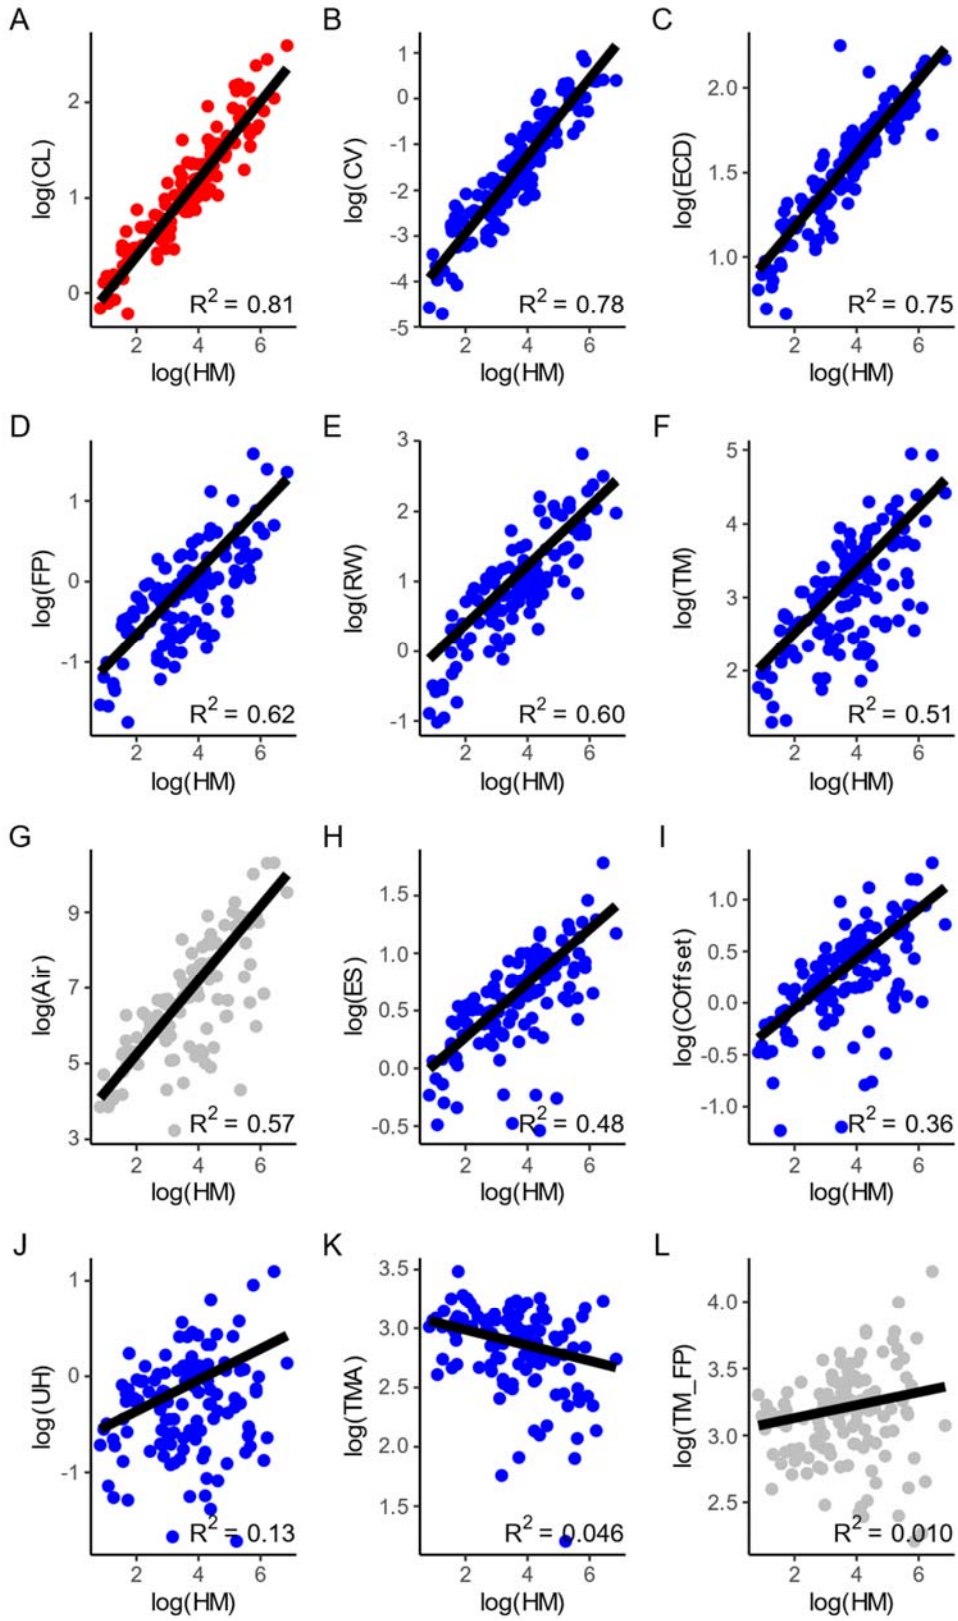 A
log(CL)
2
1
0
R² = 0.81
2 4 6
log(HM)
B
log(CV)
1
0
-1
-2
-3
-4
-5
R² = 0.78
2 4 6
log(HM)
C
log(ECD)
2.0
1.5
1.0
R² = 0.75
2 4 6
log(HM)
D
log(FP)
1
0
-1
R² = 0.62
2 4 6
log(HM)
E
log(RW)
3
2
1
0
-1
R² = 0.60
2 4 6
log(HM)
F
log(TM)
5
4
3
2
R² = 0.51
2 4 6
log(HM)
G
log(Air)
9
7
5
3
R² = 0.57
2 4 6
log(HM)
H
log(ES)
1.5
1.0
0.5
0.0
-0.5
R² = 0.48
2 4 6
log(HM)
I
log(COffset)
1.0
0.5
0.0
-0.5
-1.0
R² = 0.36
2 4 6
log(HM)
J
log(UH)
1
0
-1
R² = 0.13
2 4 6
log(HM)
K
log(TMA)
3.5
3.0
2.5
2.0
1.5
R² = 0.046
2 4 6
log(HM)
L
log(TM_FP)
4.0
3.5
3.0
2.5
R² = 0.010
2 4 6
log(HM)